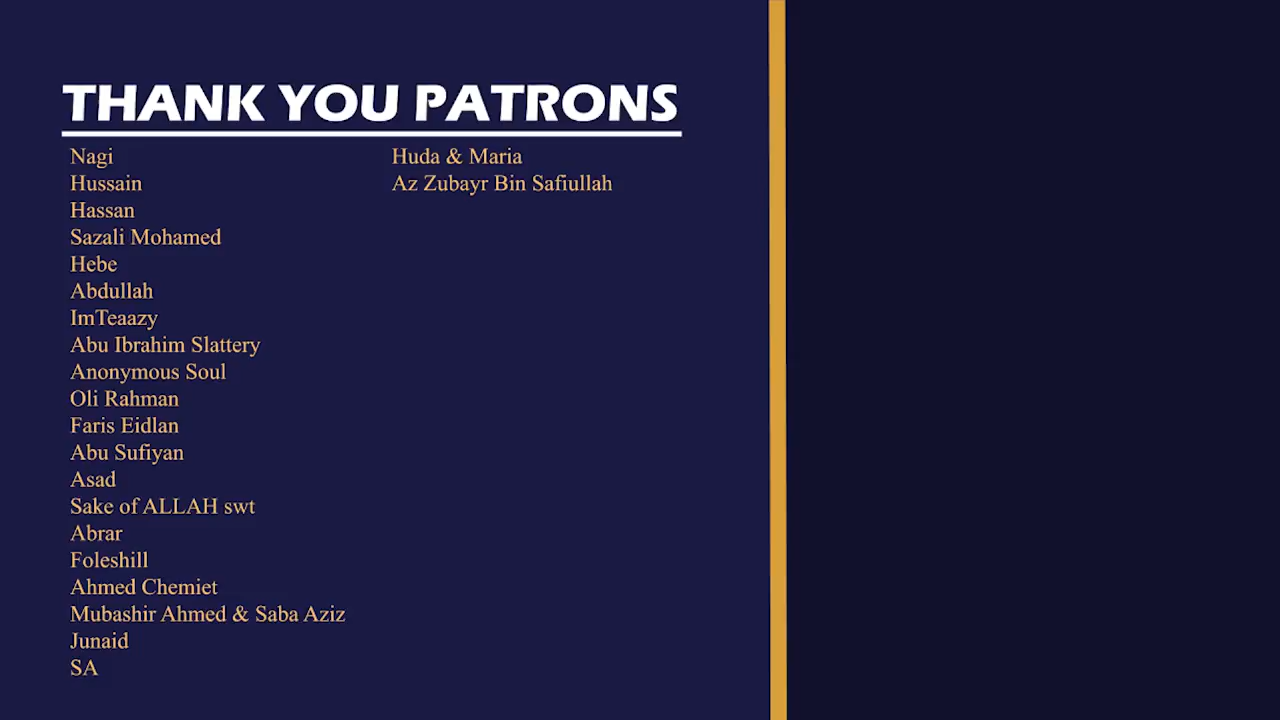 THANK YOU PATRONS
Nagi
Hussain
Hassan
Sazali Mohamed
Hebe
Abdullah
ImTeaazy
Abu Ibrahim Slattery
Anonymous Soul
Oli Rahman
Faris Eidlan
Abu Sufiyan
Asad
Sake of ALLAH swt
Abrar
Foleshill
Ahmed Chemiet
Mubashir Ahmed & Saba Aziz
Junaid
SA
Huda & Maria
Az Zubayr Bin Safiullah